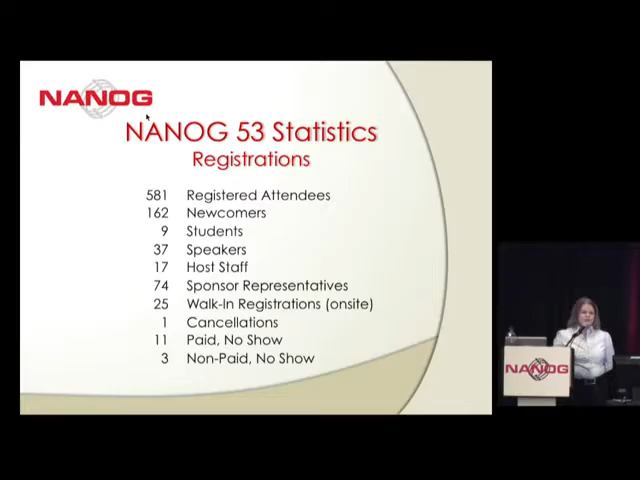 NANOG
NANOG 53 Statistics
Registrations
581 Registered Attendees
162 Newcomers
9 Students
37 Speakers
17 Host Staff
74 Sponsor Representatives
25 Walk-In Registrations (onsite)
1 Cancellations
11 Paid, No Show
3 Non-Paid, No Show
NANOG